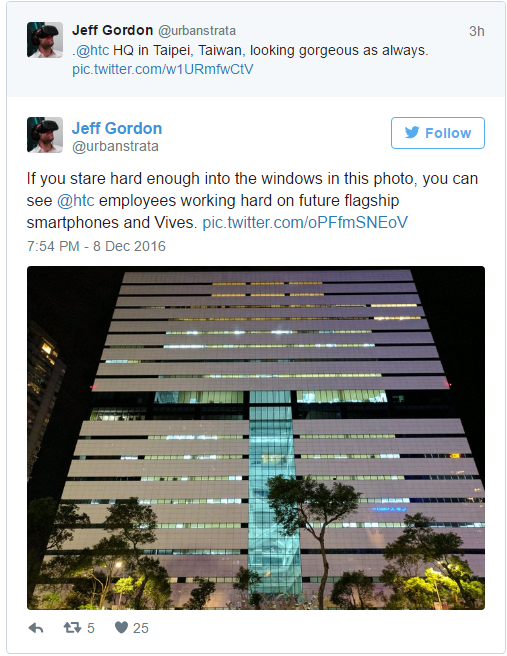 Jeff Gordon @urbanstrata 3h
.@htc HQ in Taipei, Taiwan, looking gorgeous as always.
pic.twitter.com/w1URmfwCtV
Jeff Gordon
@urbanstrata
Follow
If you stare hard enough into the windows in this photo, you can
see @htc employees working hard on future flagship
smartphones and Vives. pic.twitter.com/oPFfmSNEoV
7:54 PM - 8 Dec 2016
5 25